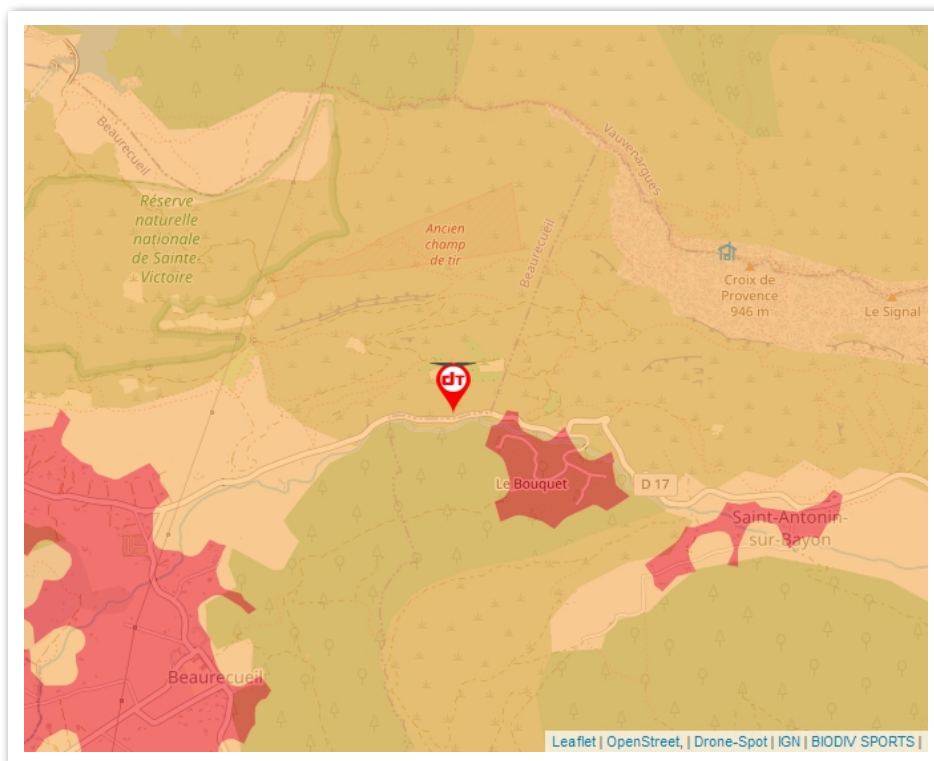 Beaurecueil
Vauvenargues
Réserve
naturelle
nationale
de Sainte-
Victoire
Ancien
champ
de tir
Beaurecueil
Croix de
Provence
946 m
Le Signal
dT
Le Bouquet
D 17
Saint-Antonin-
sur-Bayon
Beaurecueil
Leaflet | OpenStreet, | Drone-Spot | IGN | BIODIV SPORTS |